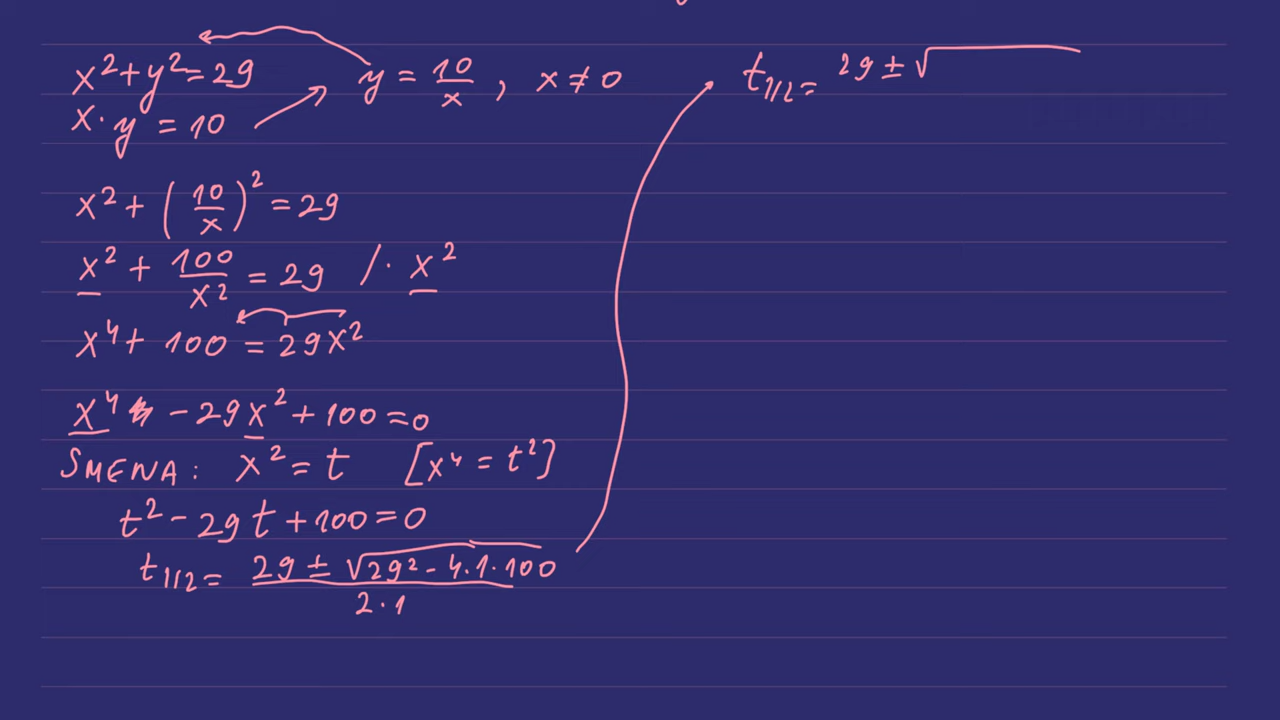 x²+y²=29
y = 10/x , x ≠ 0
x · y = 10
x² + (10/x)² = 29
x² + 100/x² = 29 / · x²
x⁴ + 100 = 29x²
x⁴ - 29x² + 100 = 0
SMENA: x² = t [x⁴ = t²]
t² - 29t + 100 = 0
t1/2 = (29 ± √(29² - 4·1·100))/(2·1)
t1/2 = 29 ± √